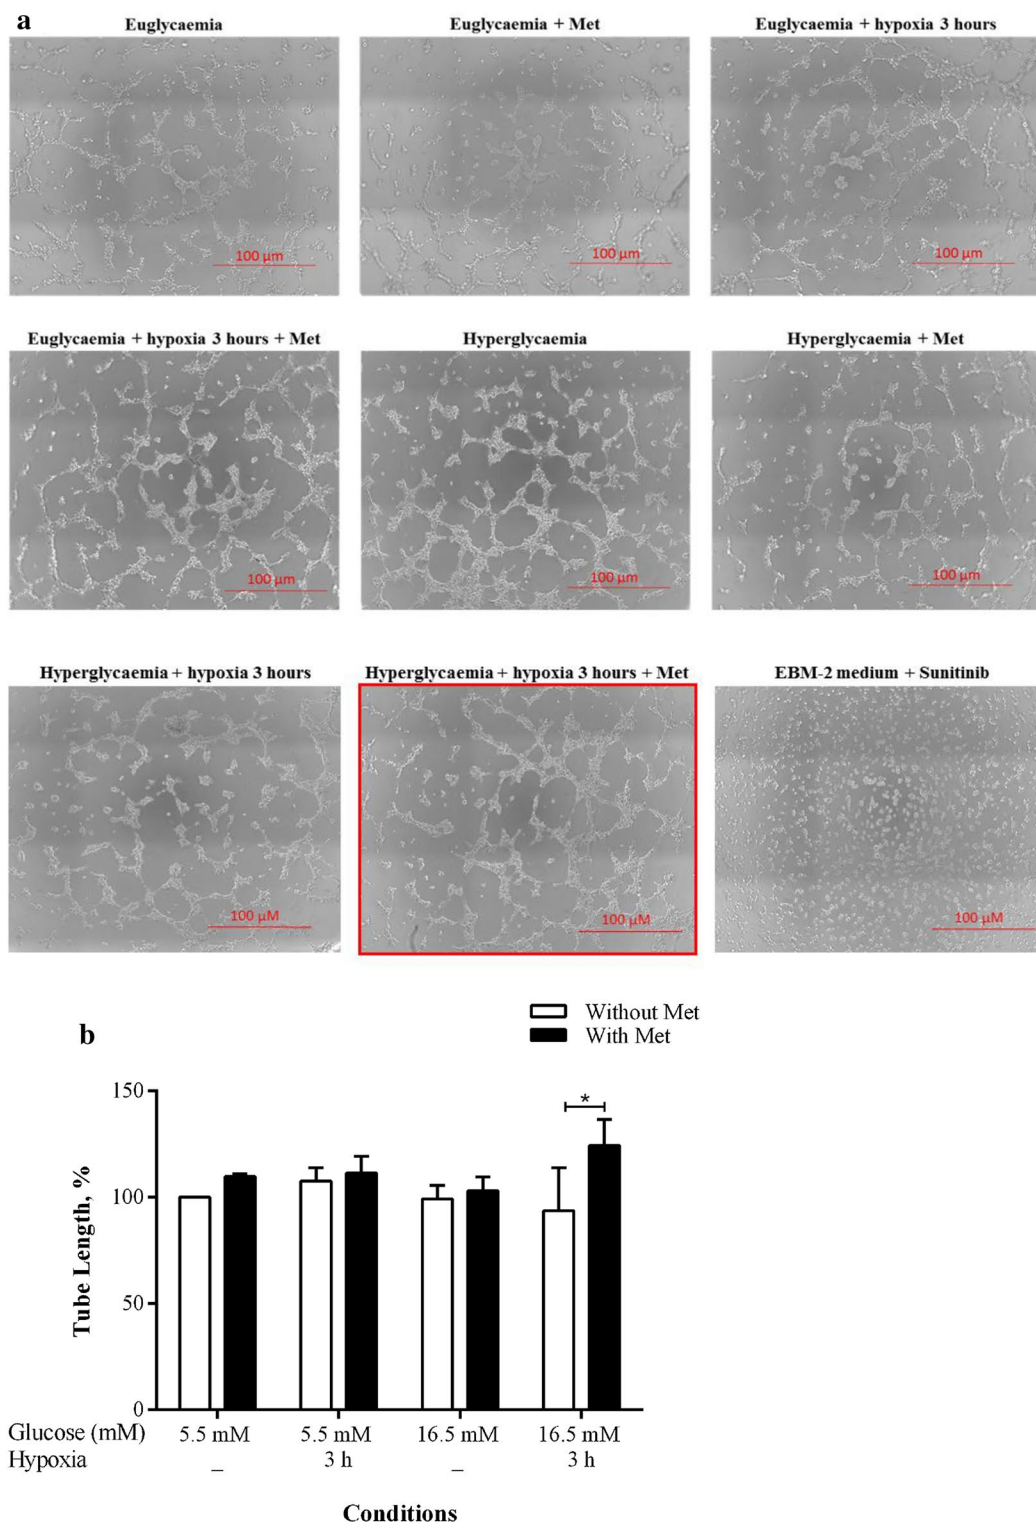 a
Euglycaemia
Euglycaemia + Met
Euglycaemia + hypoxia 3 hours
100 µm
100 µm
100 µm
Euglycaemia + hypoxia 3 hours + Met
Hyperglycaemia
Hyperglycaemia + Met
100 µm
100 µm
100 µm
Hyperglycaemia + hypoxia 3 hours
Hyperglycaemia + hypoxia 3 hours + Met
EBM-2 medium + Sunitinib
100 µM
100 µM
100 µM
b
Without Met
With Met
Tube Length, %
150
100
50
0
*
Glucose (mM) 5.5 mM 5.5 mM 16.5 mM 16.5 mM
Hypoxia – 3 h – 3 h
Conditions